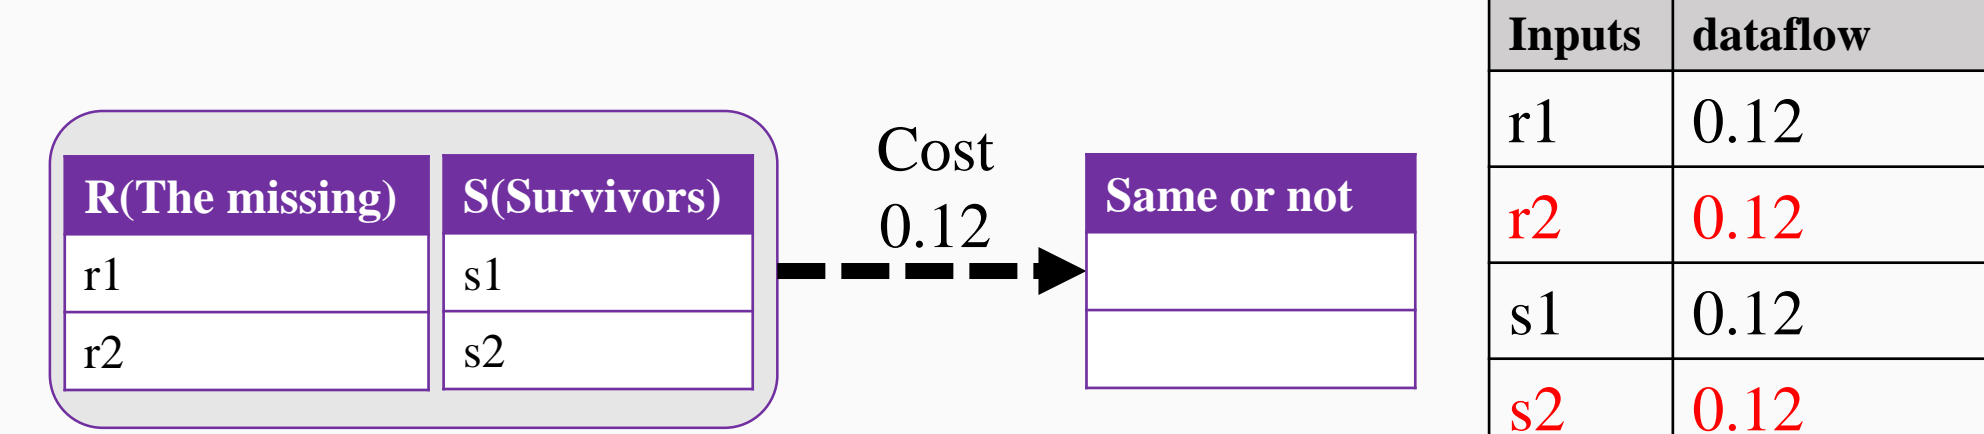 R(The missing) S(Survivors)
r1 s1
r2 s2
Cost
0.12
Same or not
Inputs dataflow
r1 0.12
r2 0.12
s1 0.12
s2 0.12